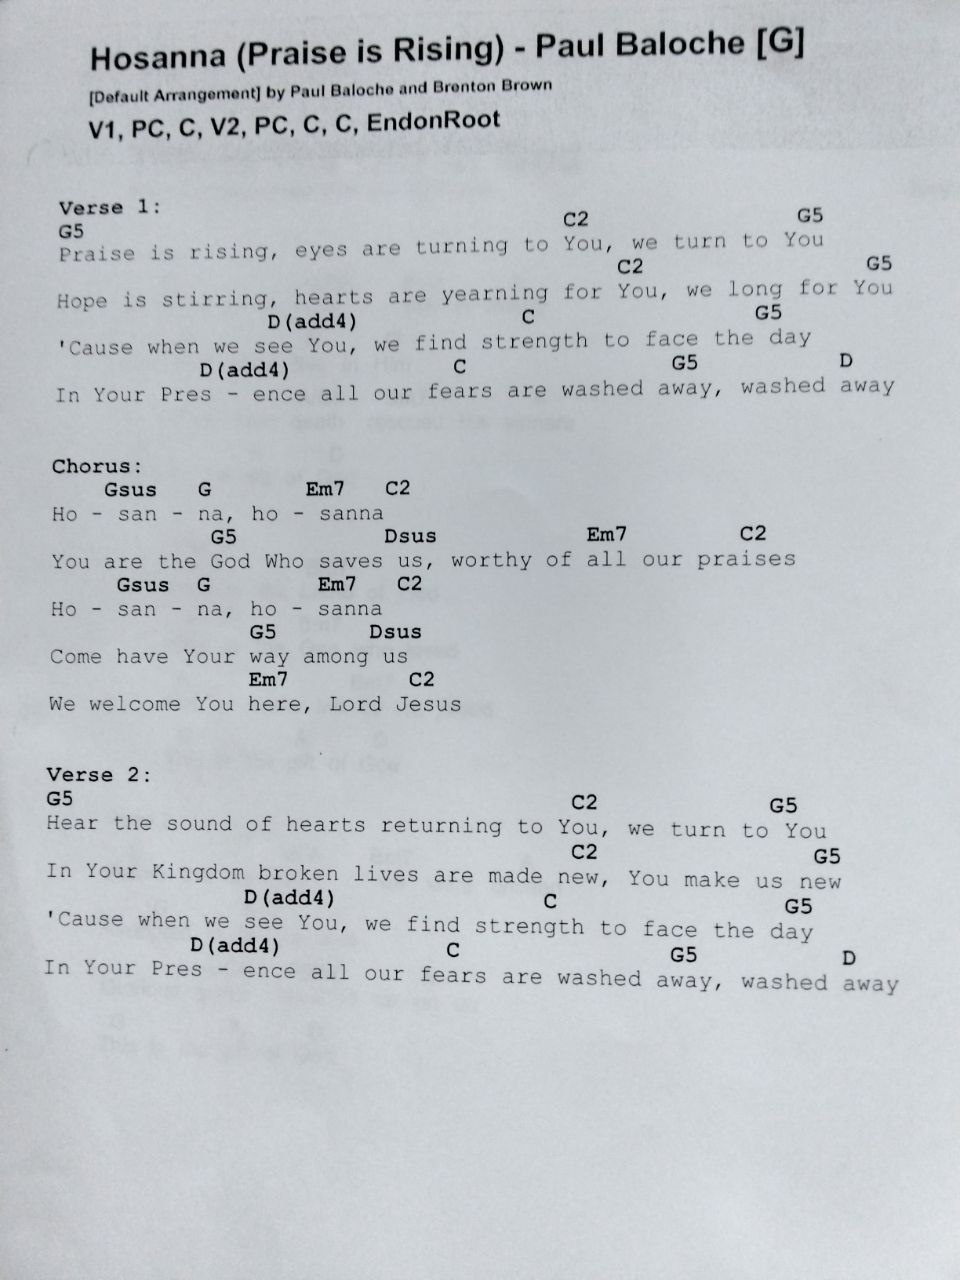 Hosanna (Praise is Rising) - Paul Baloche [G]
[Default Arrangement] by Paul Baloche and Brenton Brown
V1, PC, C, V2, PC, C, C, EndonRoot
Verse 1:
G5 C2 G5
Praise is rising, eyes are turning to You, we turn to You
C2 G5
Hope is stirring, hearts are yearning for You, we long for You
D(add4) C G5
'Cause when we see You, we find strength to face the day
D(add4) C G5 D
In Your Pres - ence all our fears are washed away, washed away
Chorus:
Gsus G Em7 C2
Ho - san - na, ho - sanna
G5 Dsus Em7 C2
You are the God Who saves us, worthy of all our praises
Gsus G Em7 C2
Ho - san - na, ho - sanna
G5 Dsus
Come have Your way among us
Em7 C2
We welcome You here, Lord Jesus
Verse 2:
G5 C2 G5
Hear the sound of hearts returning to You, we turn to You
C2 G5
In Your Kingdom broken lives are made new, You make us new
D(add4) C G5
'Cause when we see You, we find strength to face the day
D(add4) C G5 D
In Your Pres - ence all our fears are washed away, washed away